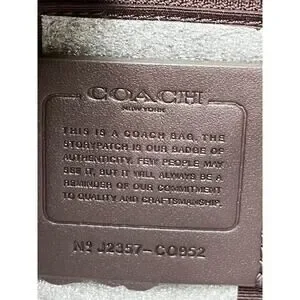 COACH
NEW YORK
THIS IS A COACH BAG. THE
STORYPATCH IS OUR BADGE OF
AUTHENTICITY. FEW PEOPLE MAY
SEE IT, BUT IT WILL ALWAYS BE A
REMINDER OF OUR COMMITMENT
TO QUALITY AND CRAFTSMANSHIP.
Nº J2357-CO952